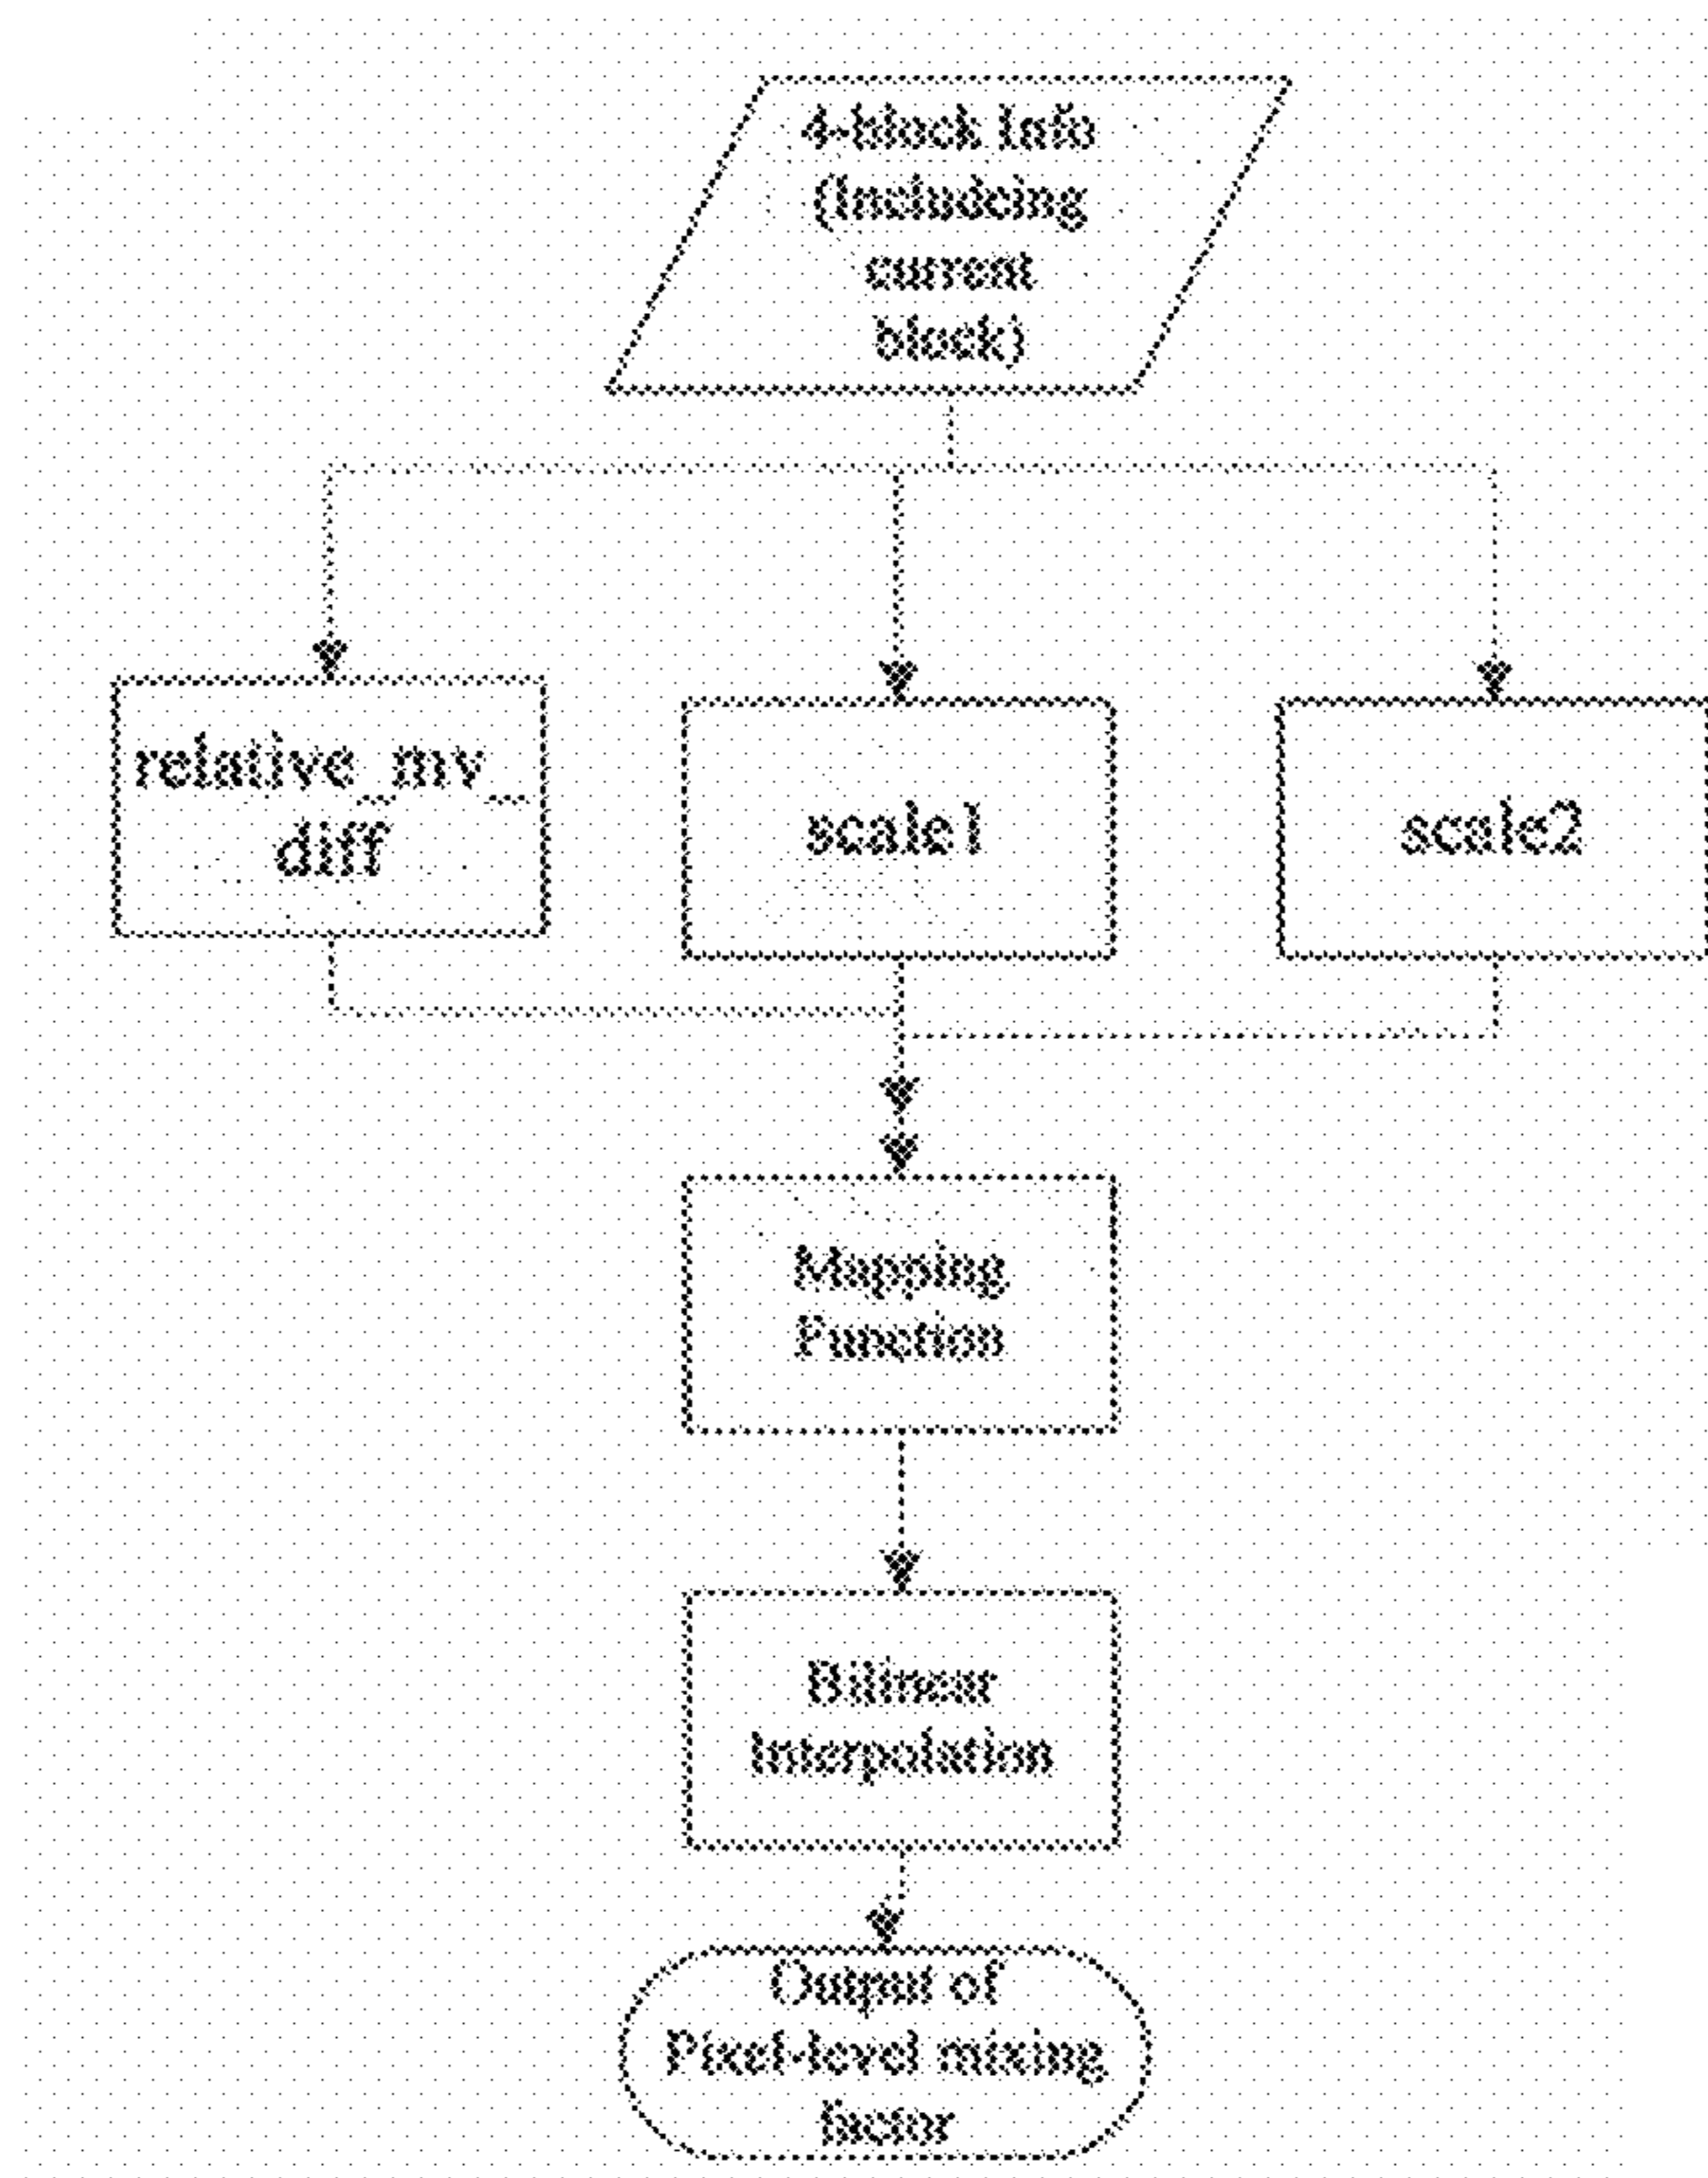 4-block Info
(Includcing
current
block)
relative_mv_
diff
scale1
scale2
Mapping
Function
Bilinear
Interpolation
Output of
Pixel-level mixing
factor